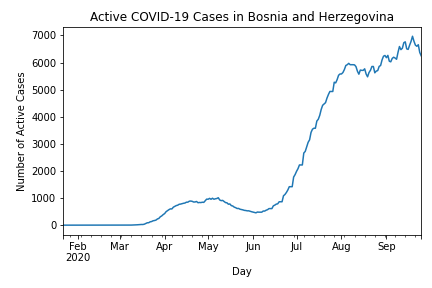 Active COVID-19 Cases in Bosnia and Herzegovina
Number of Active Cases
7000
6000
5000
4000
3000
2000
1000
0
Feb Mar Apr May Jun Jul Aug Sep
2020
Day